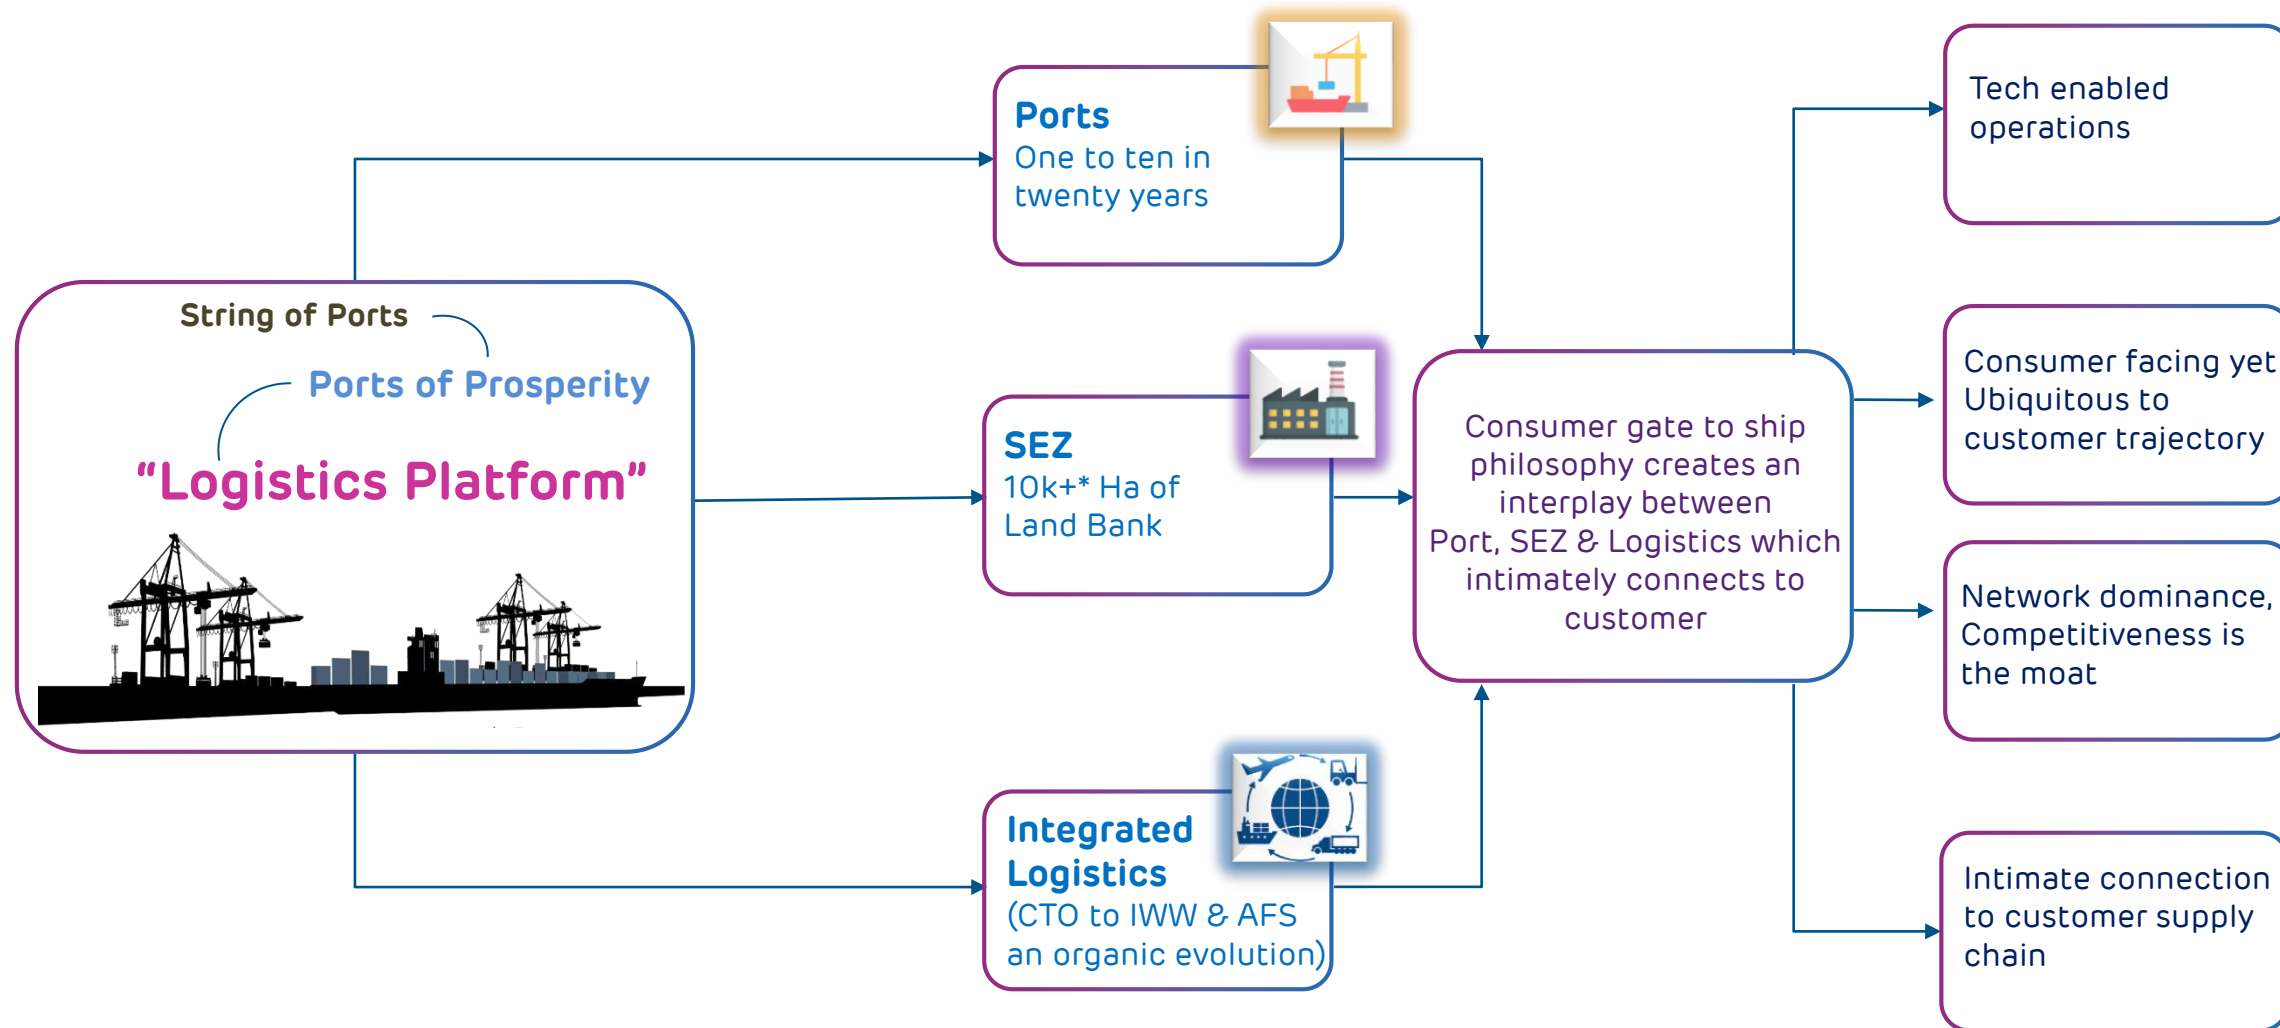 String of Ports
Ports of Prosperity
“Logistics Platform”
Ports
One to ten in
twenty years
SEZ
10k+* Ha of
Land Bank
Integrated
Logistics
(CTO to IWW & AFS
an organic evolution)
Consumer gate to ship
philosophy creates an
interplay between
Port, SEZ & Logistics which
intimately connects to
customer
Tech enabled
operations
Consumer facing yet
Ubiquitous to
customer trajectory
Network dominance,
Competitiveness is
the moat
Intimate connection
to customer supply
chain